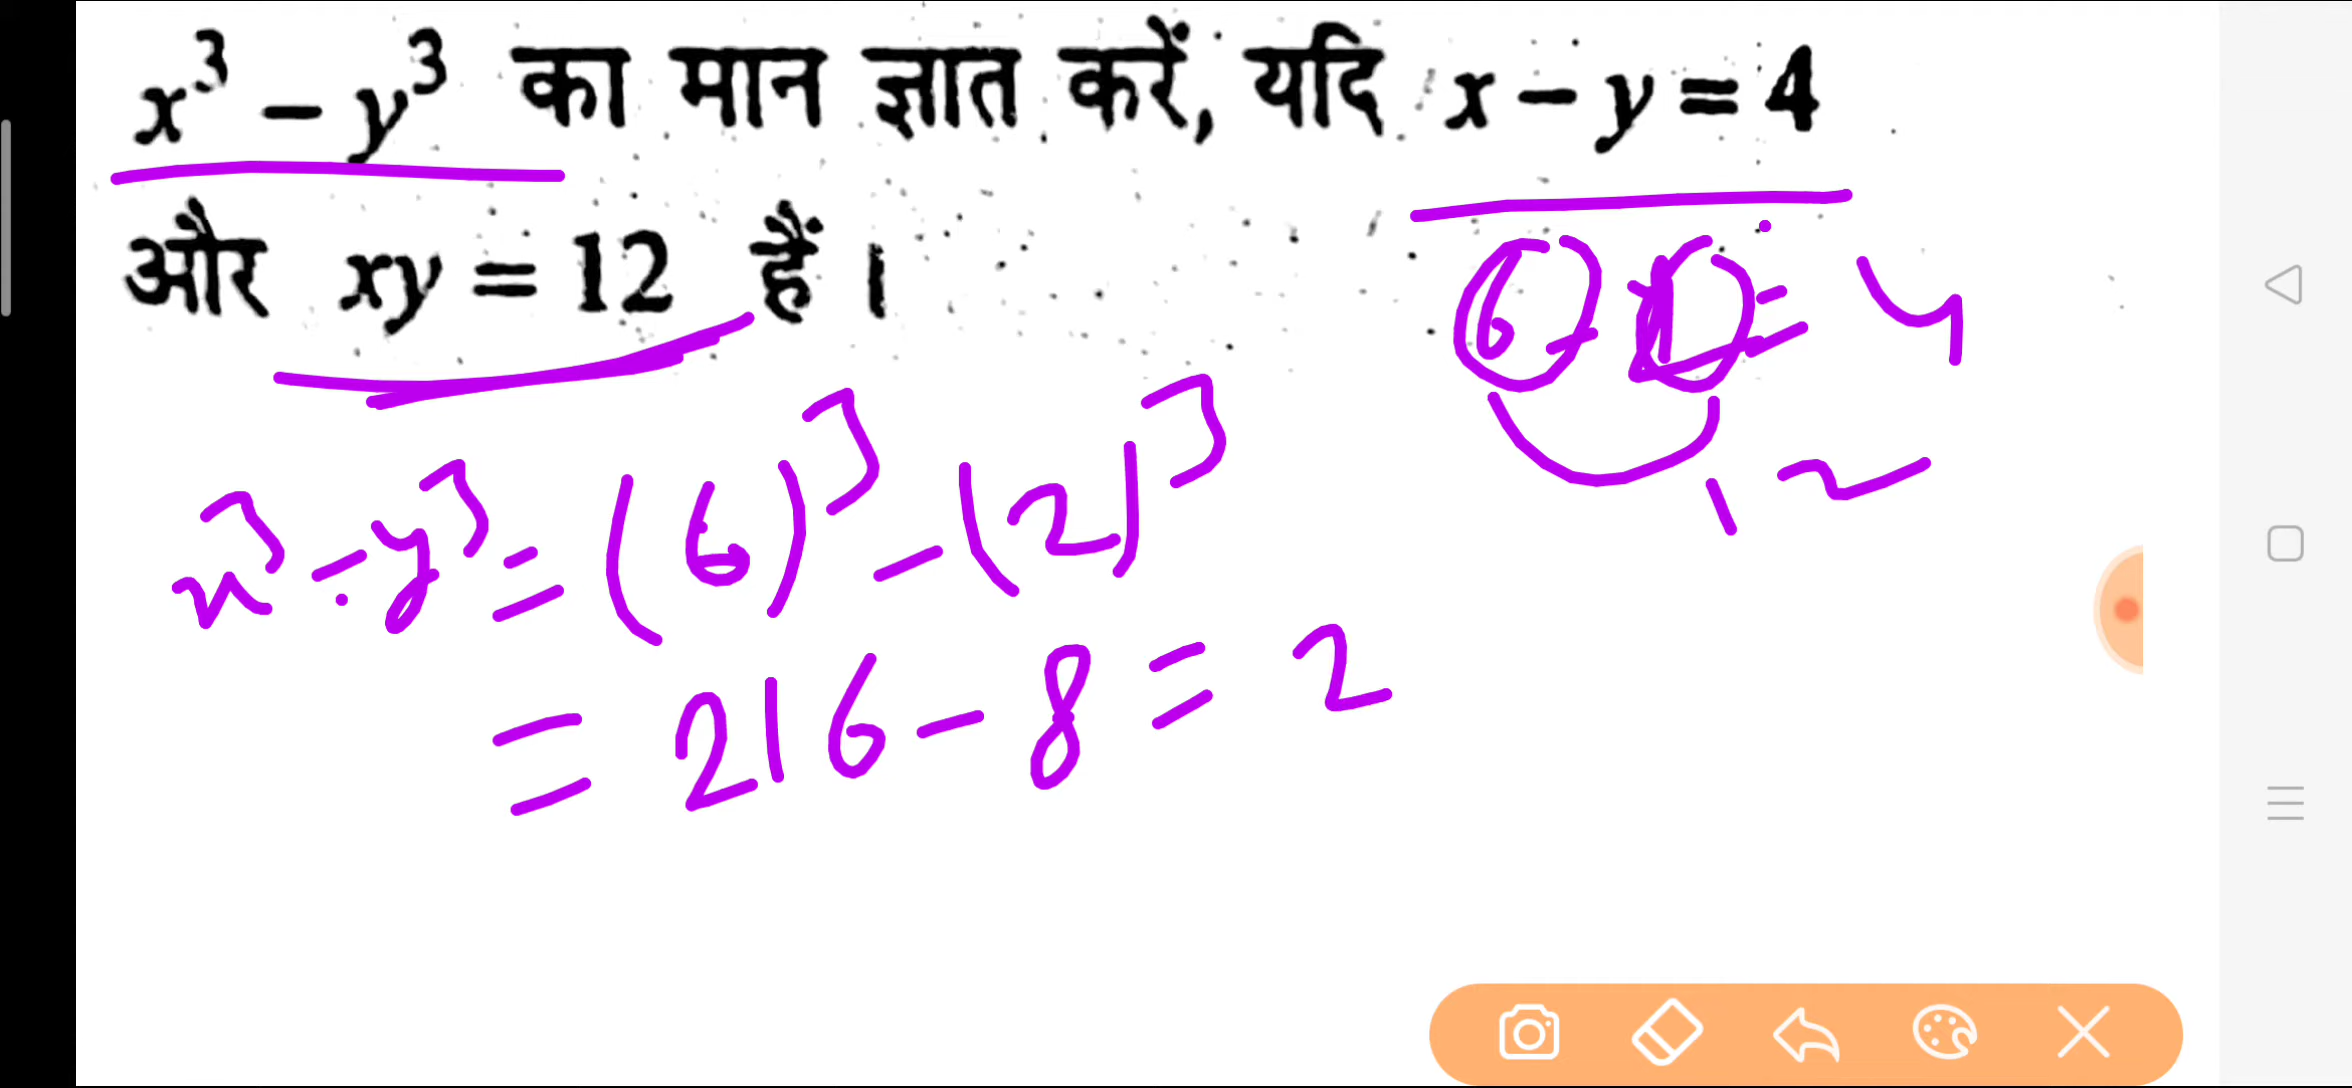 x³ – y³ का मान ज्ञात करें, यदि x – y = 4
और xy = 12 हैं ।
6 - 2 = 4
12
x³ - y³ = (6)³ - (2)³
= 216 - 8 = 2